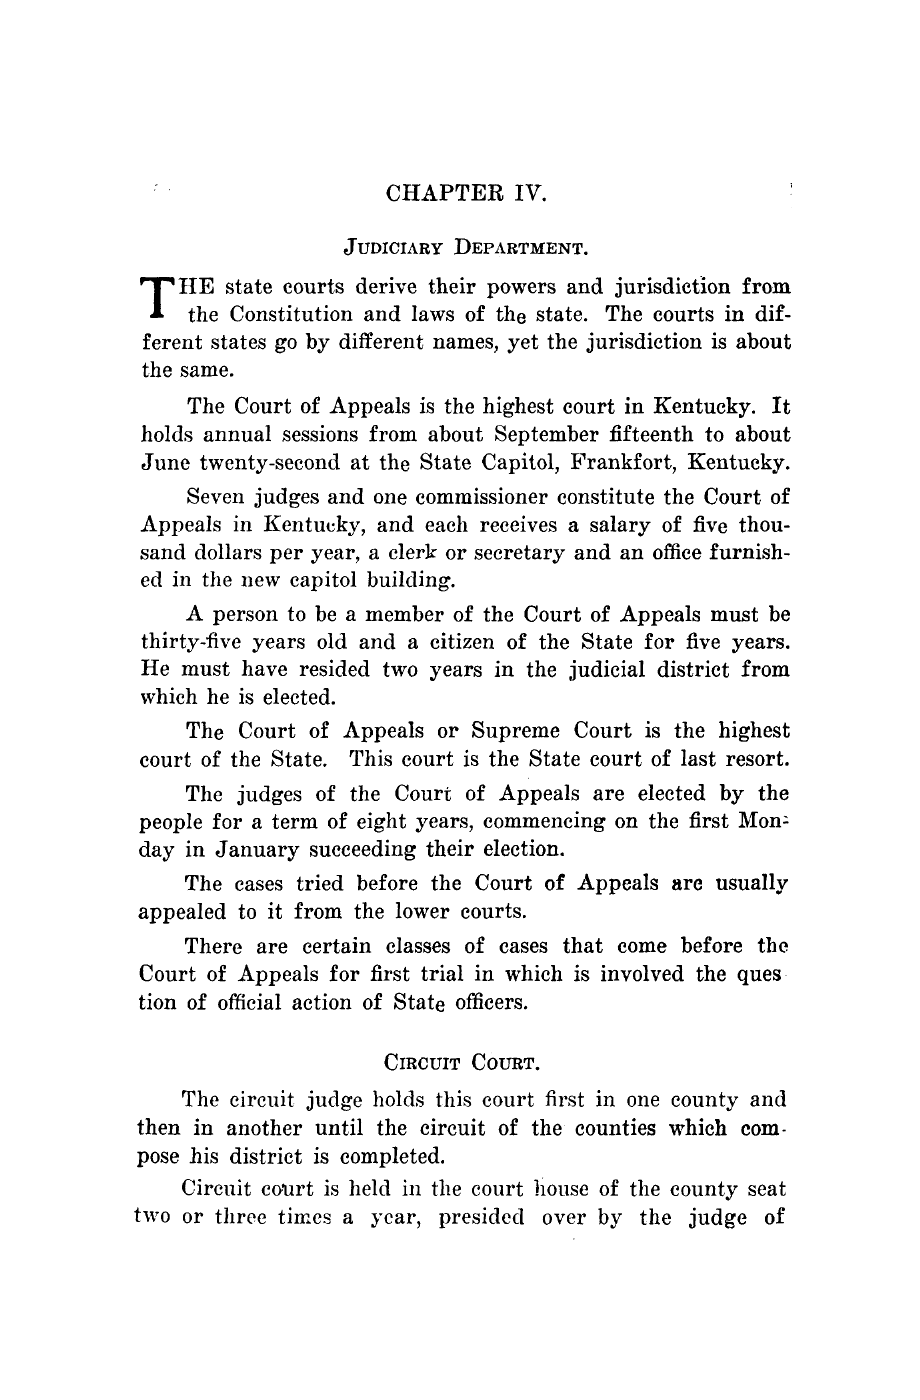 CHAPTER IV.
JUDICIARY DEPARTMENT.
THE state courts derive their powers and jurisdiction from
the Constitution and laws of the state. The courts in dif-
ferent states go by different names, yet the jurisdiction is about
the same.
The Court of Appeals is the highest court in Kentucky. It
holds annual sessions from about September fifteenth to about
June twenty-second at the State Capitol, Frankfort, Kentucky.
Seven judges and one commissioner constitute the Court of
Appeals in Kentucky, and each receives a salary of five thou-
sand dollars per year, a clerk or secretary and an office furnish-
ed in the new capitol building.
A person to be a member of the Court of Appeals must be
thirty-five years old and a citizen of the State for five years.
He must have resided two years in the judicial district from
which he is elected.
The Court of Appeals or Supreme Court is the highest
court of the State. This court is the State court of last resort.
The judges of the Court of Appeals are elected by the
people for a term of eight years, commencing on the first Mon-
day in January succeeding their election.
The cases tried before the Court of Appeals are usually
appealed to it from the lower courts.
There are certain classes of cases that come before the
Court of Appeals for first trial in which is involved the ques
tion of official action of State officers.
CIRCUIT COURT.
The circuit judge holds this court first in one county and
then in another until the circuit of the counties which com-
pose his district is completed.
Circuit court is held in the court house of the county seat
two or three times a year, presided over by the judge of